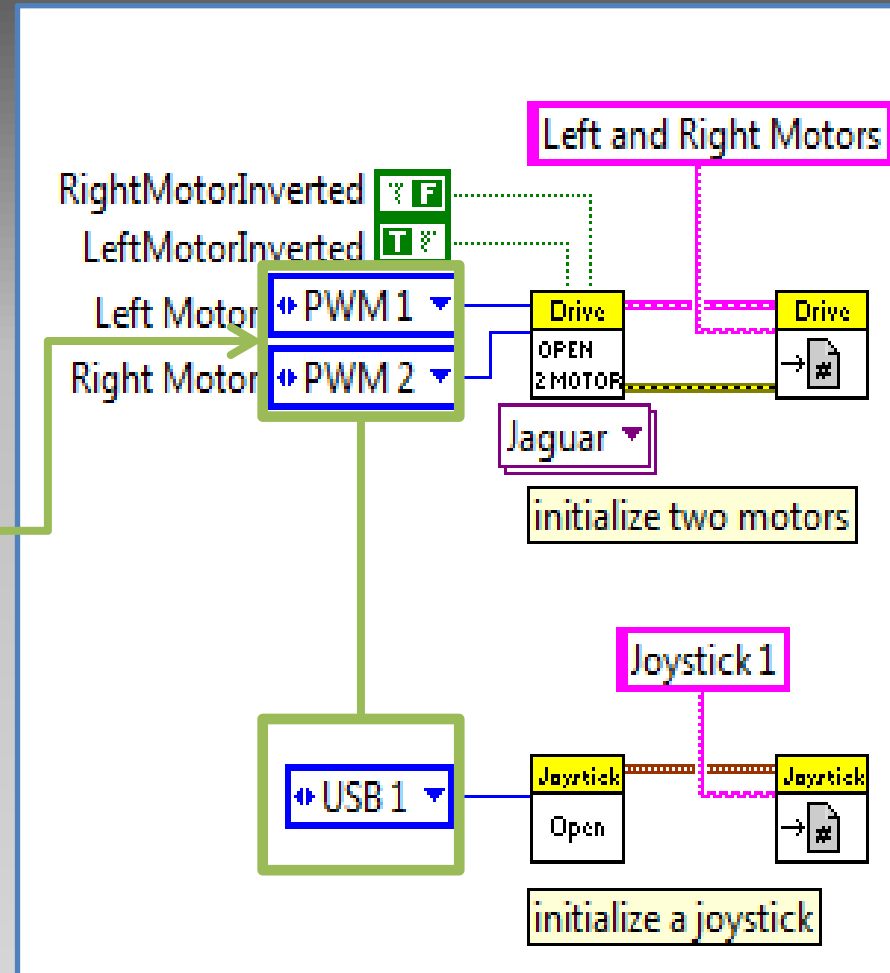 Left and Right Motors
RightMotorInverted F
LeftMotorInverted T
Left Motor PWM 1
Right Motor PWM 2
Drive
OPEN
2 MOTOR
Drive
#
Jaguar
initialize two motors
Joystick 1
USB 1
Joystick
Open
Joystick
#
initialize a joystick